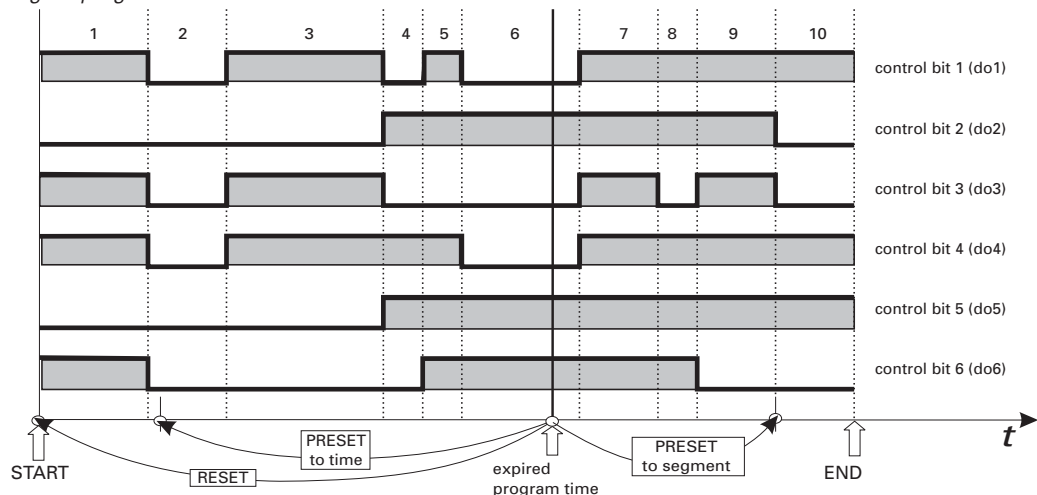 1 2 3 4 5 6 7 8 9 10
control bit 1 (do1)
control bit 2 (do2)
control bit 3 (do3)
control bit 4 (do4)
control bit 5 (do5)
control bit 6 (do6)
t
START
RESET
PRESET
to time
expired
program time
PRESET
to segment
END